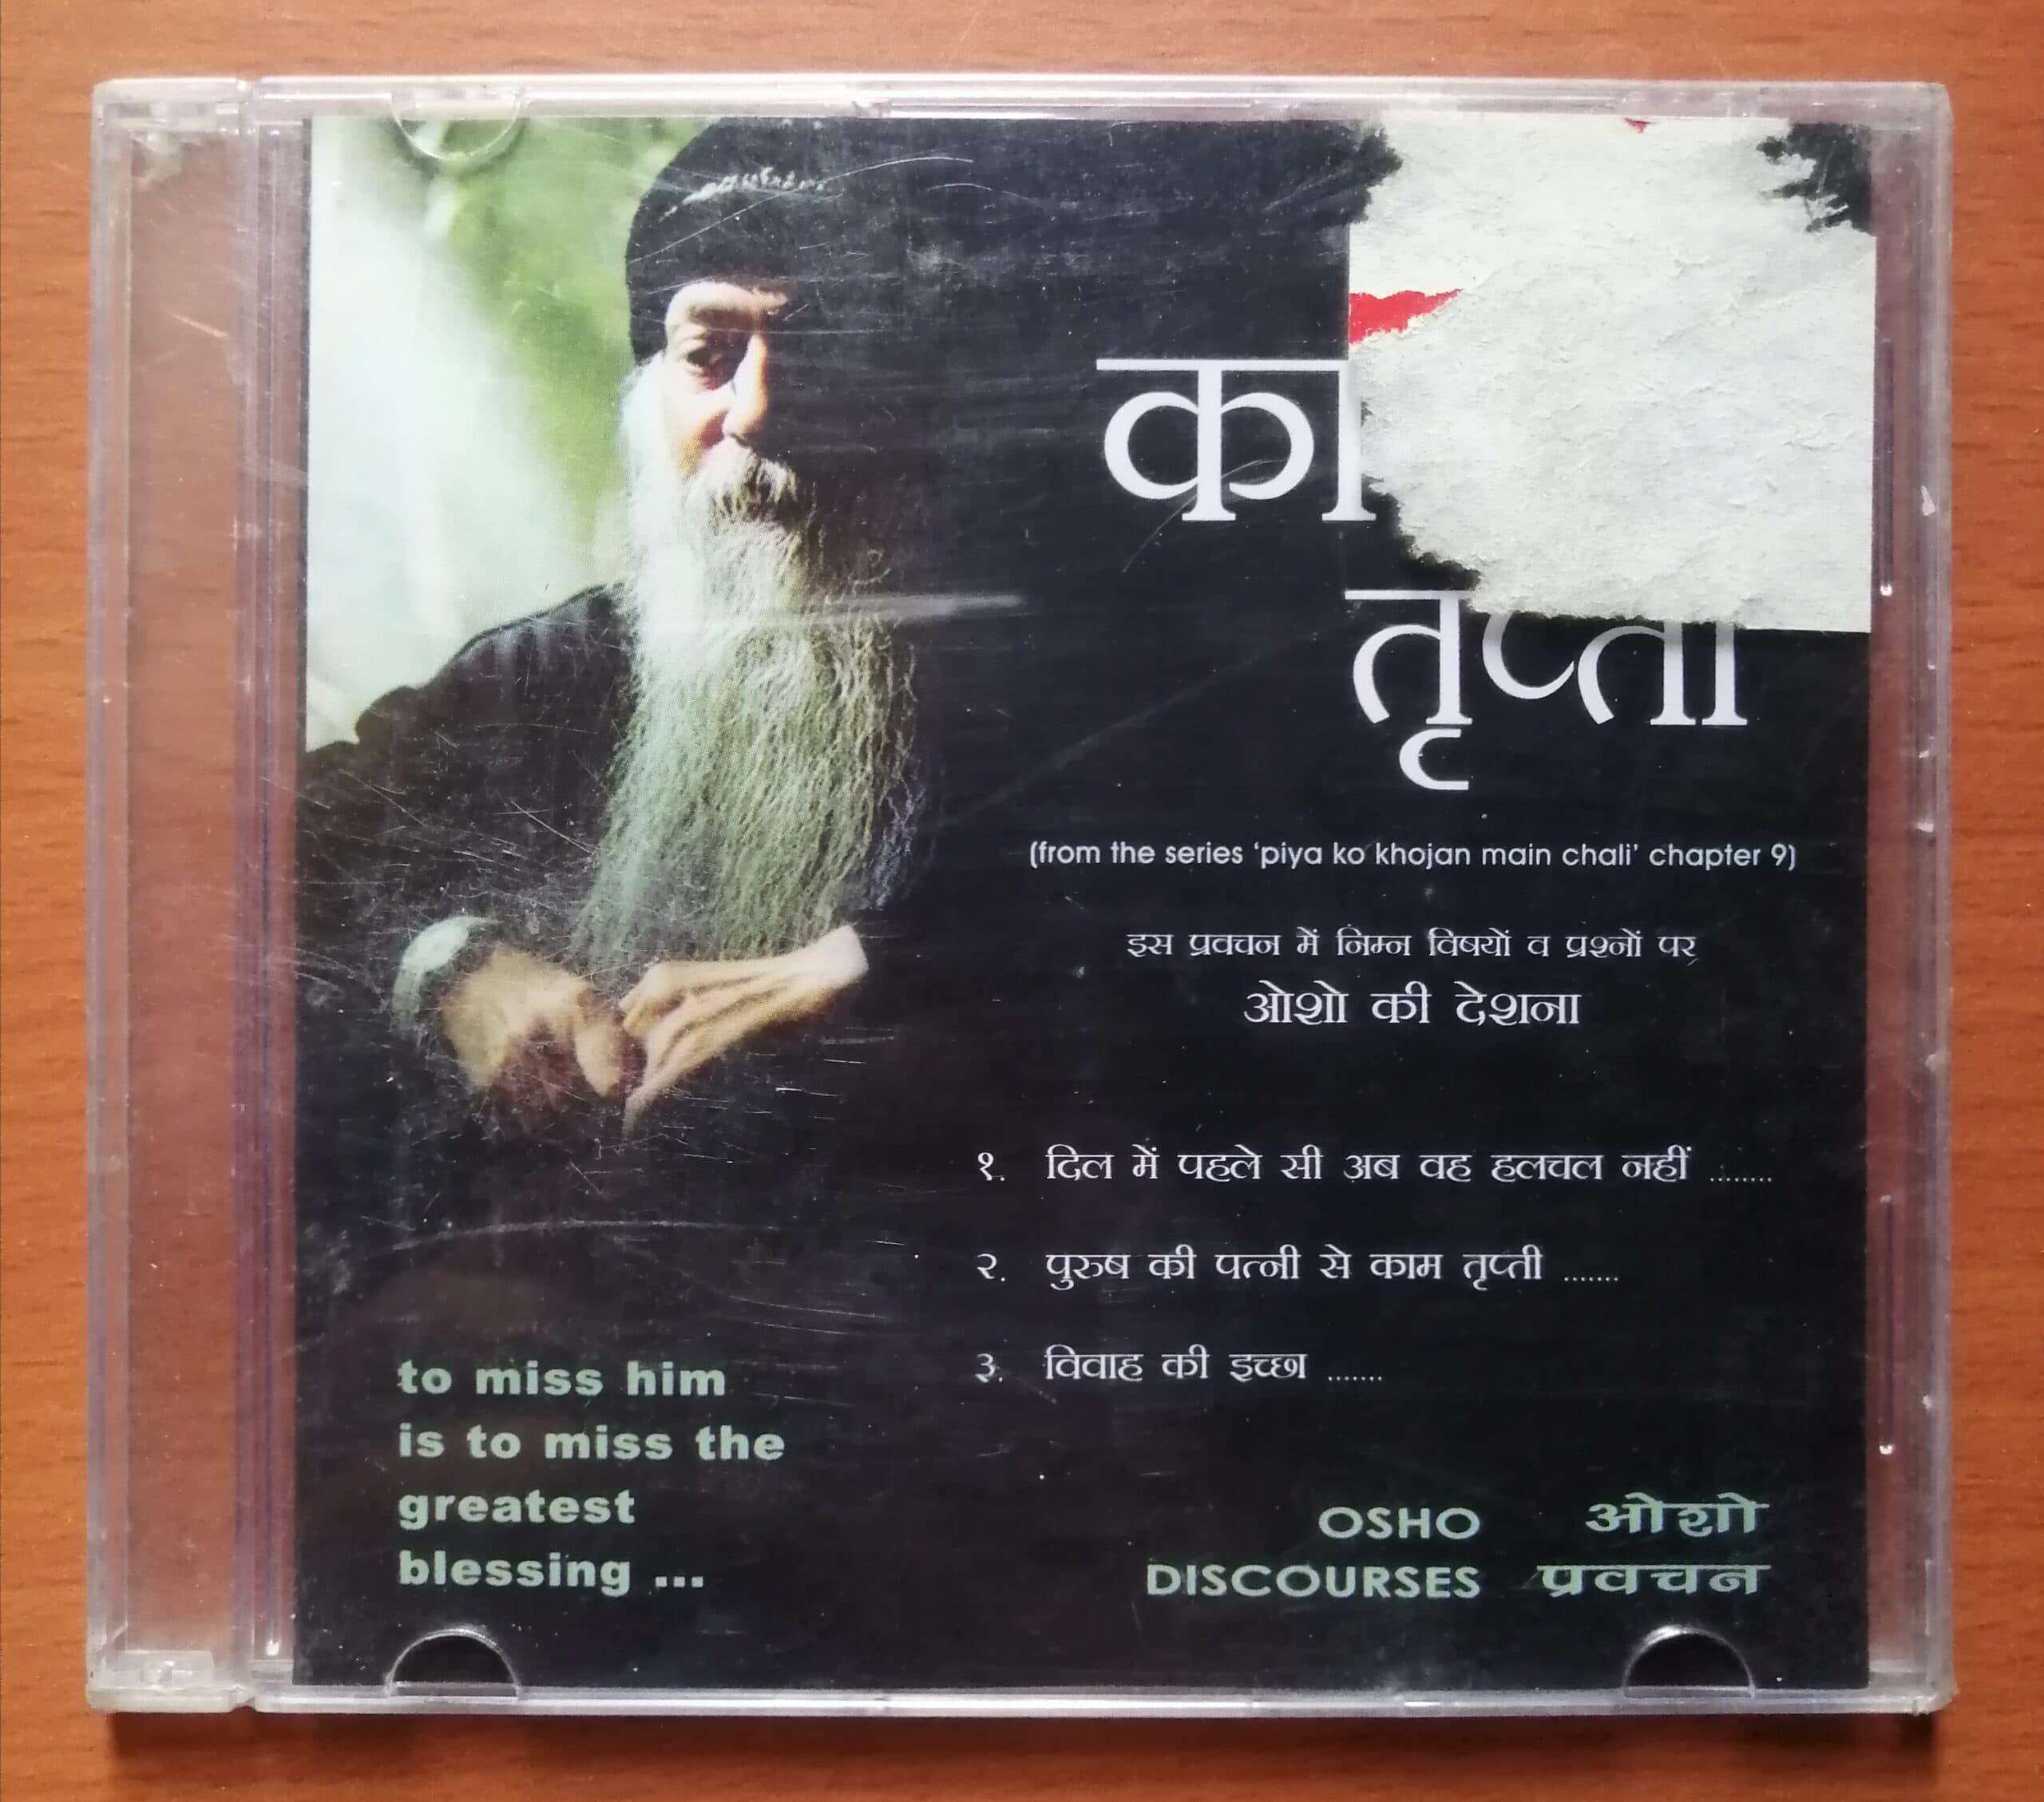 का
तृप्ता
(from the series 'piya ko khojan main chali' chapter 9)
इस प्रवचन में निम्न विषयों व प्रश्नों पर
ओशो की देशना
१. दिल में पहले सी अब वह हलचल नहीं ........
२. पुरुष की पत्नी से काम तृप्ती .......
३. विवाह की इच्छा .......
to miss him
is to miss the
greatest
blessing ...
OSHO ओशो
DISCOURSES प्रवचन